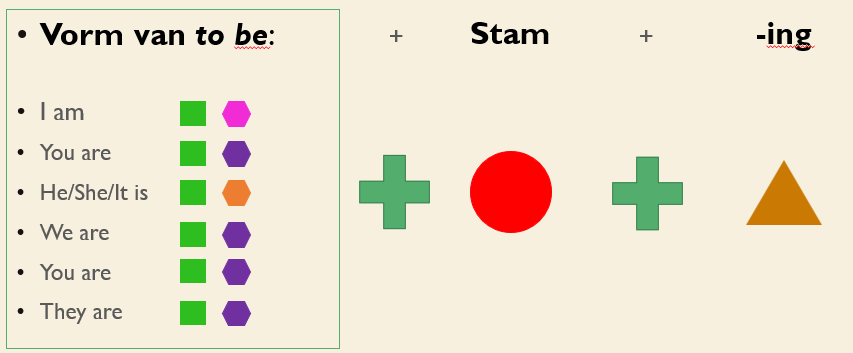 • Vorm van to be: + Stam + -ing
• I am
• You are
• He/She/It is
• We are
• You are
• They are